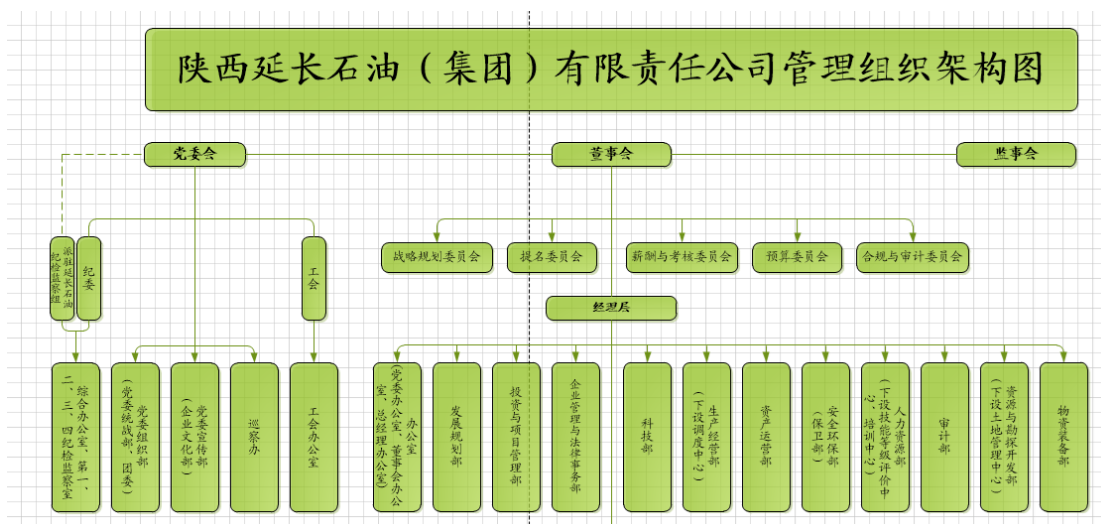 陕西延长石油（集团）有限责任公司管理组织架构图
党委会
董事会
监事会
派驻延长石油
纪检监察组
纪委
工会
战略规划委员会
提名委员会
薪酬与考核委员会
预算委员会
合规与审计委员会
经理层
综合办公室、第一、
二、三、四纪检监察室
党委组织部
（党委统战部、团委）
党委宣传部
（企业文化部）
巡察办
工会办公室
办公室
（党委办公室、董事会办公
室、总经理办公室）
发展规划部
投资与项目管理部
企业管理与法律事务部
科技部
生产经营部
（下设调度中心）
资产运营部
安全环保部
（保卫部）
人力资源部
（下设技能等级评价中
心、培训中心）
审计部
资源与勘探开发部
（下设土地管理中心）
物资装备部